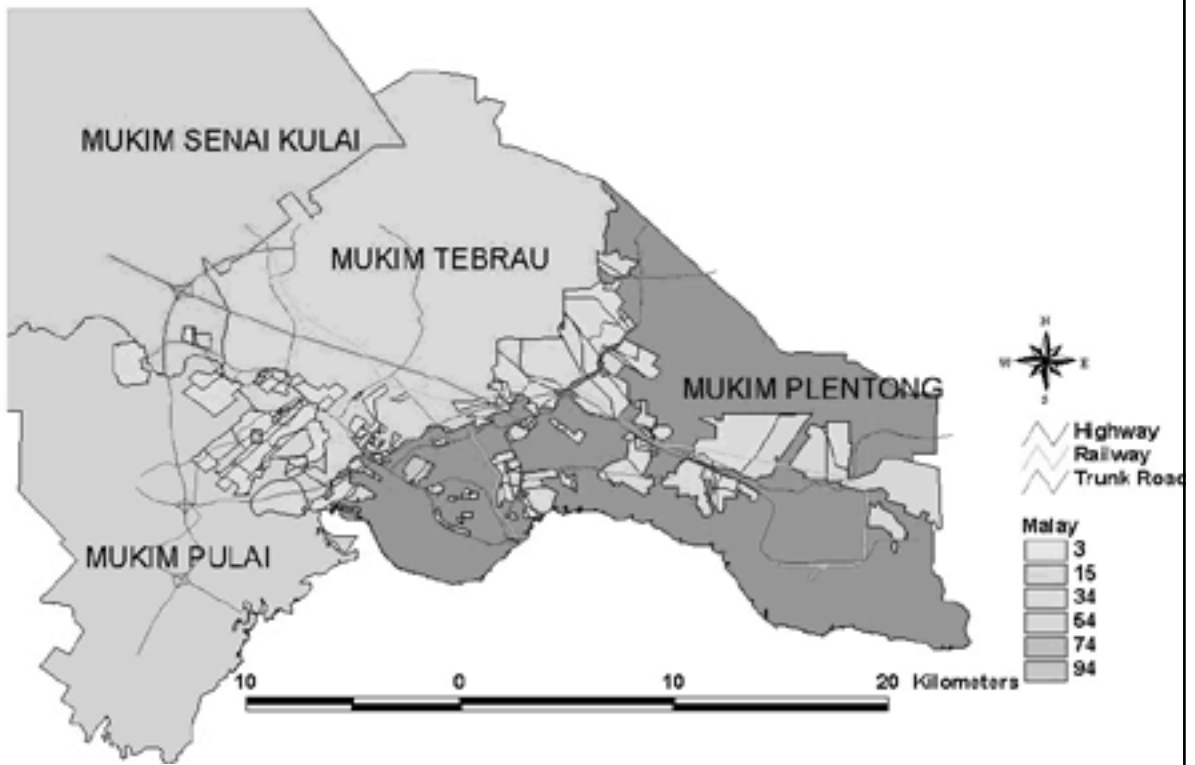 MUKIM SENAI KULAI
MUKIM TEBRAU
MUKIM PLENTONG
MUKIM PULAI
N
W E
S
Highway
Railway
Trunk Road
Malay
3
15
34
54
74
94
10 0 10 20 Kilometers